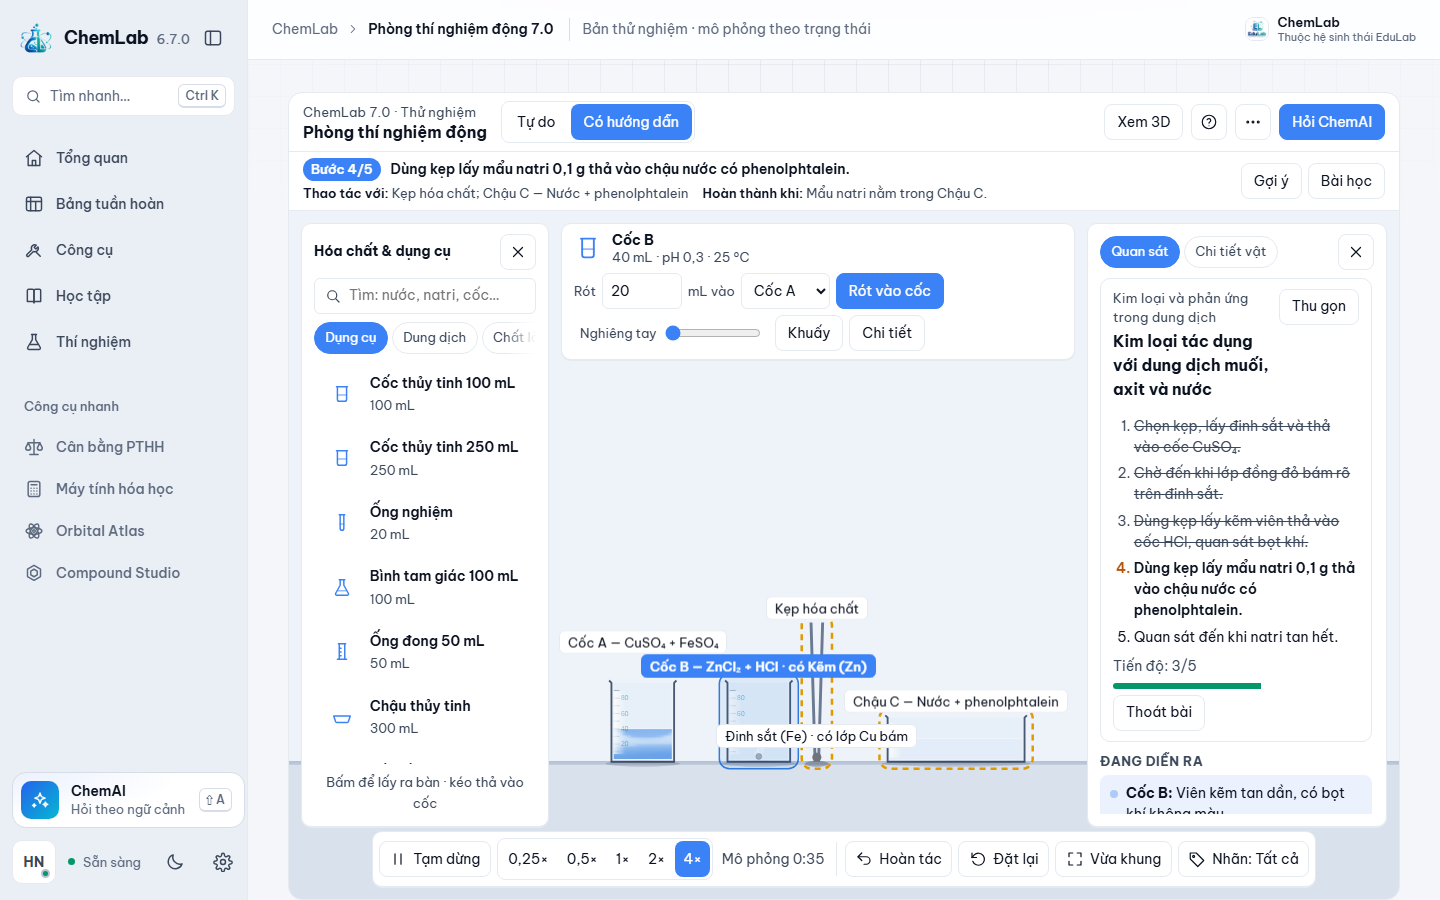 ChemLab 6.7.0
Tìm nhanh... Ctrl K
Tổng quan
Bảng tuần hoàn
Công cụ
Học tập
Thí nghiệm
Công cụ nhanh
Cân bằng PTHH
Máy tính hóa học
Orbital Atlas
Compound Studio
ChemAI
Hỏi theo ngữ cảnh
⇧ A
HN
Sẵn sàng
ChemLab > Phòng thí nghiệm động 7.0 Bản thử nghiệm · mô phỏng theo trạng thái
ChemLab
Thuộc hệ sinh thái EduLab
ChemLab 7.0 · Thử nghiệm
Phòng thí nghiệm động
Tự do Có hướng dẫn
Xem 3D
Hỏi ChemAI
Bước 4/5 Dùng kẹp lấy mẩu natri 0,1 g thả vào chậu nước có phenolphtalein.
Thao tác với: Kẹp hóa chất; Chậu C — Nước + phenolphtalein Hoàn thành khi: Mẩu natri nằm trong Chậu C.
Gợi ý Bài học
Hóa chất & dụng cụ
Tìm: nước, natri, cốc...
Dụng cụ Dung dịch Chất
Cốc thủy tinh 100 mL
100 mL
Cốc thủy tinh 250 mL
250 mL
Ống nghiệm
20 mL
Bình tam giác 100 mL
100 mL
Ống đong 50 mL
50 mL
Chậu thủy tinh
300 mL
Bấm để lấy ra bàn · kéo thả vào
cốc
Cốc B
40 mL · pH 0,3 · 25 °C
Rót 20 mL vào Cốc A Rót vào cốc
Nghiêng tay Khuấy Chi tiết
Kẹp hóa chất
Cốc A — CuSO₄ + FeSO₄
Cốc B — ZnCl₂ + HCl · có Kẽm (Zn)
Chậu C — Nước + phenolphtalein
Đinh sắt (Fe) · có lớp Cu bám
80
60
40
20
80
60
Quan sát Chi tiết vật
Kim loại và phản ứng
trong dung dịch
Thu gọn
Kim loại tác dụng
với dung dịch muối,
axit và nước
1. Chọn kẹp, lấy đinh sắt và thả
vào cốc CuSO₄.
2. Chờ đến khi lớp đồng đỏ bám rõ
trên đinh sắt.
3. Dùng kẹp lấy kẽm viên thả vào
cốc HCl, quan sát bọt khí.
4. Dùng kẹp lấy mẩu natri 0,1 g thả
vào chậu nước có
phenolphtalein.
5. Quan sát đến khi natri tan hết.
Tiến độ: 3/5
Thoát bài
ĐANG DIỄN RA
Cốc B: Viên kẽm tan dần, có bọt
khí không màu
Tạm dừng 0,25× 0,5× 1× 2× 4× Mô phỏng 0:35 Hoàn tác Đặt lại Vừa khung Nhãn: Tất cả